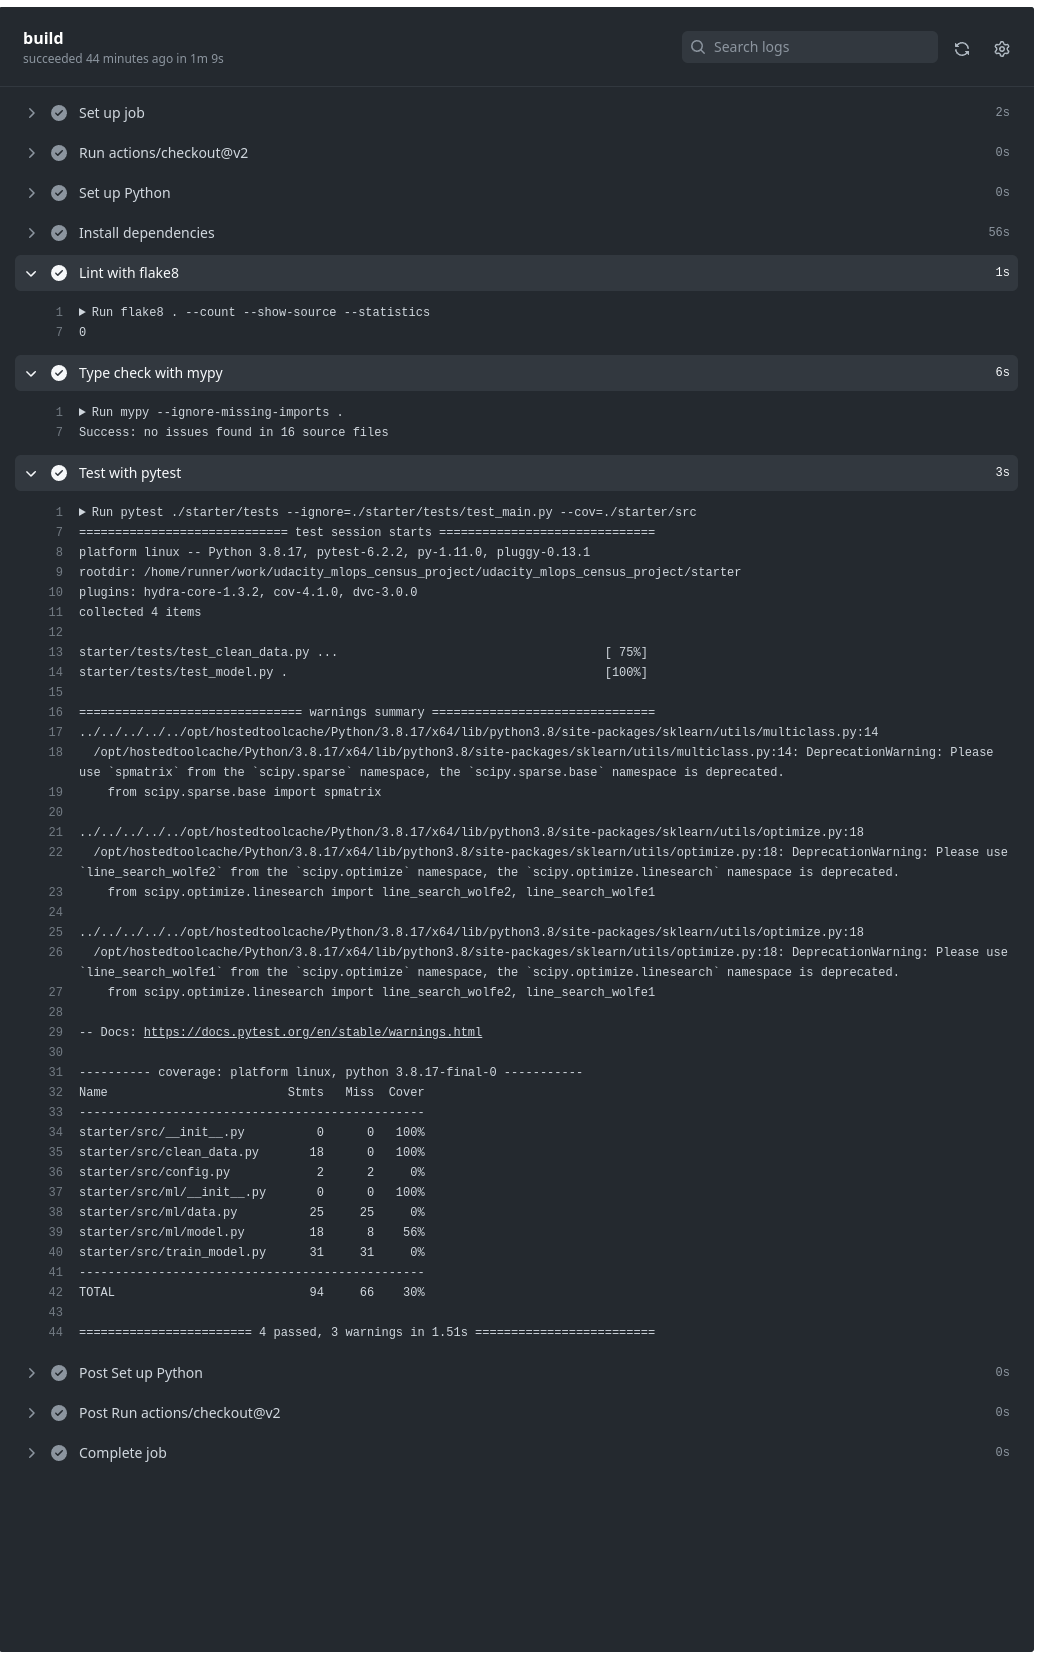 build
succeeded 44 minutes ago in 1m 9s
Search logs
Set up job 2s
Run actions/checkout@v2 0s
Set up Python 0s
Install dependencies 56s
Lint with flake8 1s
1 ▶ Run flake8 . --count --show-source --statistics
7 0
Type check with mypy 6s
1 ▶ Run mypy --ignore-missing-imports .
7 Success: no issues found in 16 source files
Test with pytest 3s
1 ▶ Run pytest ./starter/tests --ignore=./starter/tests/test_main.py --cov=./starter/src
7 ============================= test session starts ==============================
8 platform linux -- Python 3.8.17, pytest-6.2.2, py-1.11.0, pluggy-0.13.1
9 rootdir: /home/runner/work/udacity_mlops_census_project/udacity_mlops_census_project/starter
10 plugins: hydra-core-1.3.2, cov-4.1.0, dvc-3.0.0
11 collected 4 items
12
13 starter/tests/test_clean_data.py ... [ 75%]
14 starter/tests/test_model.py . [100%]
15
16 =============================== warnings summary ===============================
17 ../../../../../opt/hostedtoolcache/Python/3.8.17/x64/lib/python3.8/site-packages/sklearn/utils/multiclass.py:14
18 /opt/hostedtoolcache/Python/3.8.17/x64/lib/python3.8/site-packages/sklearn/utils/multiclass.py:14: DeprecationWarning: Please
use `spmatrix` from the `scipy.sparse` namespace, the `scipy.sparse.base` namespace is deprecated.
19 from scipy.sparse.base import spmatrix
20
21 ../../../../../opt/hostedtoolcache/Python/3.8.17/x64/lib/python3.8/site-packages/sklearn/utils/optimize.py:18
22 /opt/hostedtoolcache/Python/3.8.17/x64/lib/python3.8/site-packages/sklearn/utils/optimize.py:18: DeprecationWarning: Please use
`line_search_wolfe2` from the `scipy.optimize` namespace, the `scipy.optimize.linesearch` namespace is deprecated.
23 from scipy.optimize.linesearch import line_search_wolfe2, line_search_wolfe1
24
25 ../../../../../opt/hostedtoolcache/Python/3.8.17/x64/lib/python3.8/site-packages/sklearn/utils/optimize.py:18
26 /opt/hostedtoolcache/Python/3.8.17/x64/lib/python3.8/site-packages/sklearn/utils/optimize.py:18: DeprecationWarning: Please use
`line_search_wolfe1` from the `scipy.optimize` namespace, the `scipy.optimize.linesearch` namespace is deprecated.
27 from scipy.optimize.linesearch import line_search_wolfe2, line_search_wolfe1
28
29 -- Docs: https://docs.pytest.org/en/stable/warnings.html
30
31 ---------- coverage: platform linux, python 3.8.17-final-0 -----------
32 Name Stmts Miss Cover
33 ------------------------------------------------
34 starter/src/__init__.py 0 0 100%
35 starter/src/clean_data.py 18 0 100%
36 starter/src/config.py 2 2 0%
37 starter/src/ml/__init__.py 0 0 100%
38 starter/src/ml/data.py 25 25 0%
39 starter/src/ml/model.py 18 8 56%
40 starter/src/train_model.py 31 31 0%
41 ------------------------------------------------
42 TOTAL 94 66 30%
43
44 ======================== 4 passed, 3 warnings in 1.51s =========================
Post Set up Python 0s
Post Run actions/checkout@v2 0s
Complete job 0s